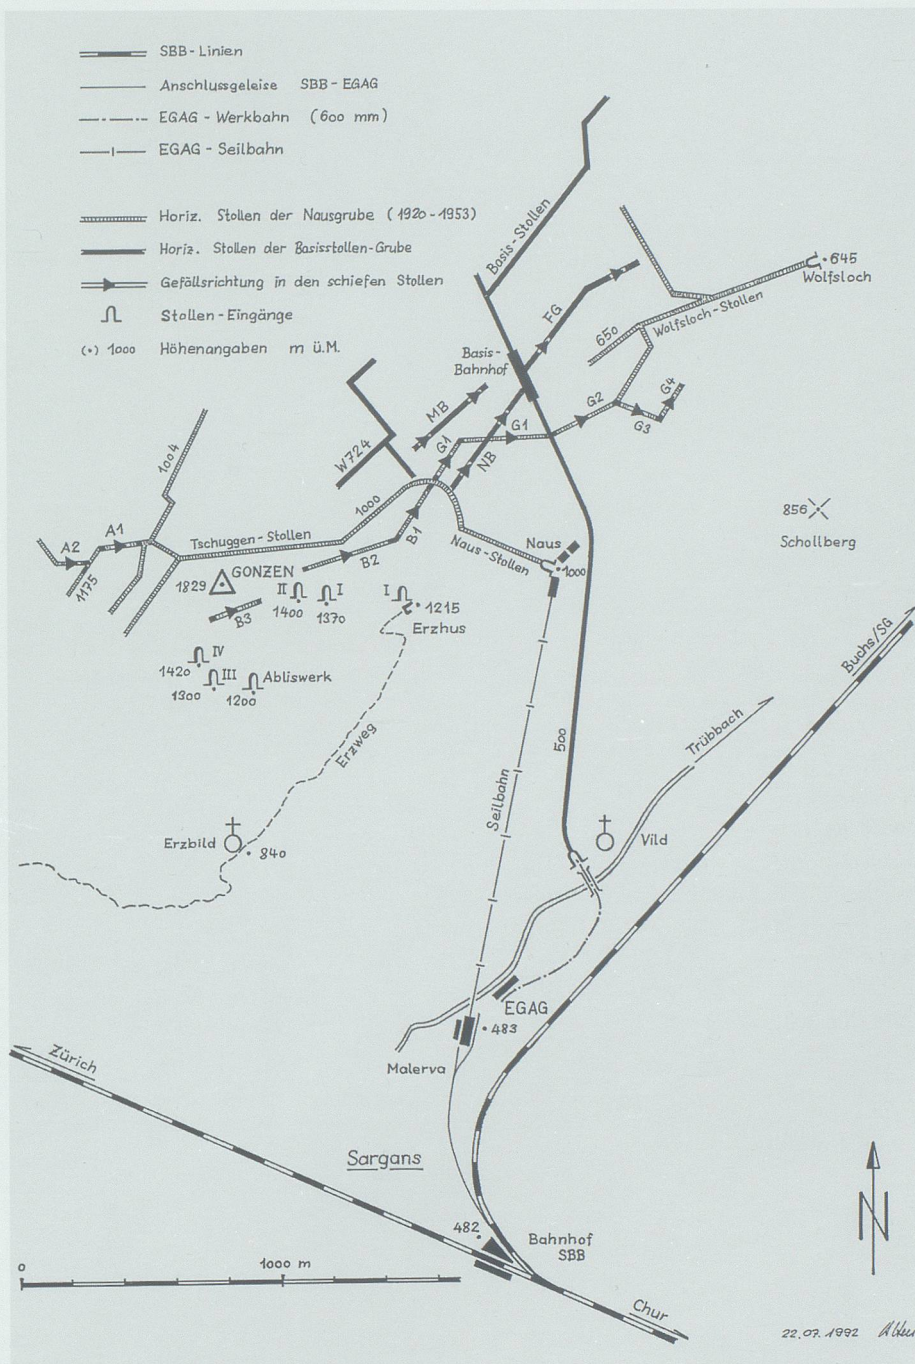 SBB-Linien
Anschlussgeleise SBB-EGAG
EGAG-Werkbahn (600 mm)
EGAG-Seilbahn
Horiz. Stollen der Nausgrube (1920-1953)
Horiz. Stollen der Basisstollen-Grube
Gefällsrichtung in den schiefen Stollen
Stollen-Eingänge
(•) 1000 Höhenangaben m ü.M.
Basis-Stollen
645
Wolfsloch
FG
650
Wolfsloch-Stollen
Basis-
Bahnhof
MB
G4
G2
G3
G1
G1
NB
W724
1004
1000
856
Schollberg
A2
A1
1175
Tschuggen-Stollen
B1
B2
Naus-Stollen
Naus
1000
GONZEN
1829
II
1400
I
1370
I
1215
Erzhus
B3
IV
1420
III
1300
Abliswerk
1200
Buchs/SG
Erzweg
500
Trübbach
Seilbahn
Erzbild
840
Vild
EGAG
483
Malerva
Zürich
Sargans
482
Bahnhof
SBB
N
0
1000 m
Chur
22.07.1992